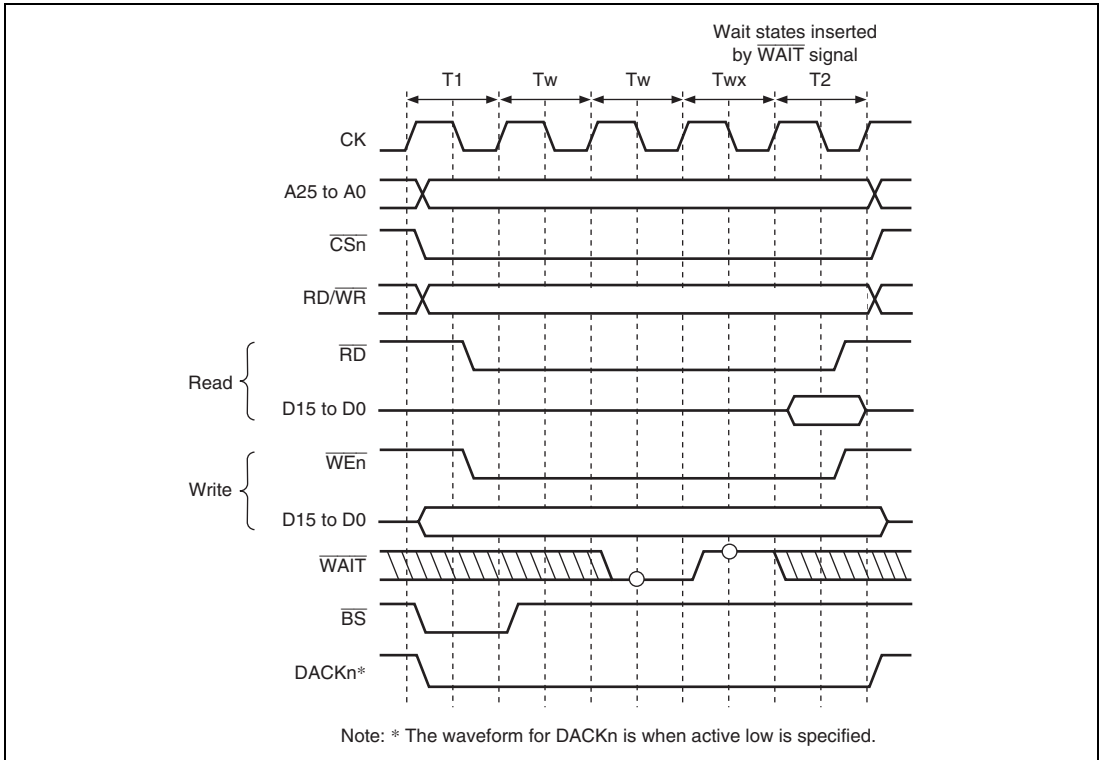 Wait states inserted
by WAIT signal
T1 Tw Tw Twx T2
CK
A25 to A0
CSn
RD/WR
Read
RD
D15 to D0
Write
WEn
D15 to D0
WAIT
BS
DACKn*
Note: * The waveform for DACKn is when active low is specified.